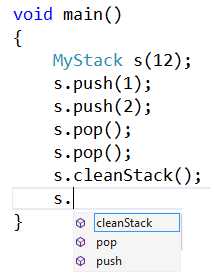 void main()
{
MyStack s(12);
s.push(1);
s.push(2);
s.pop();
s.pop();
s.cleanStack();
s.
}
cleanStack
pop
push